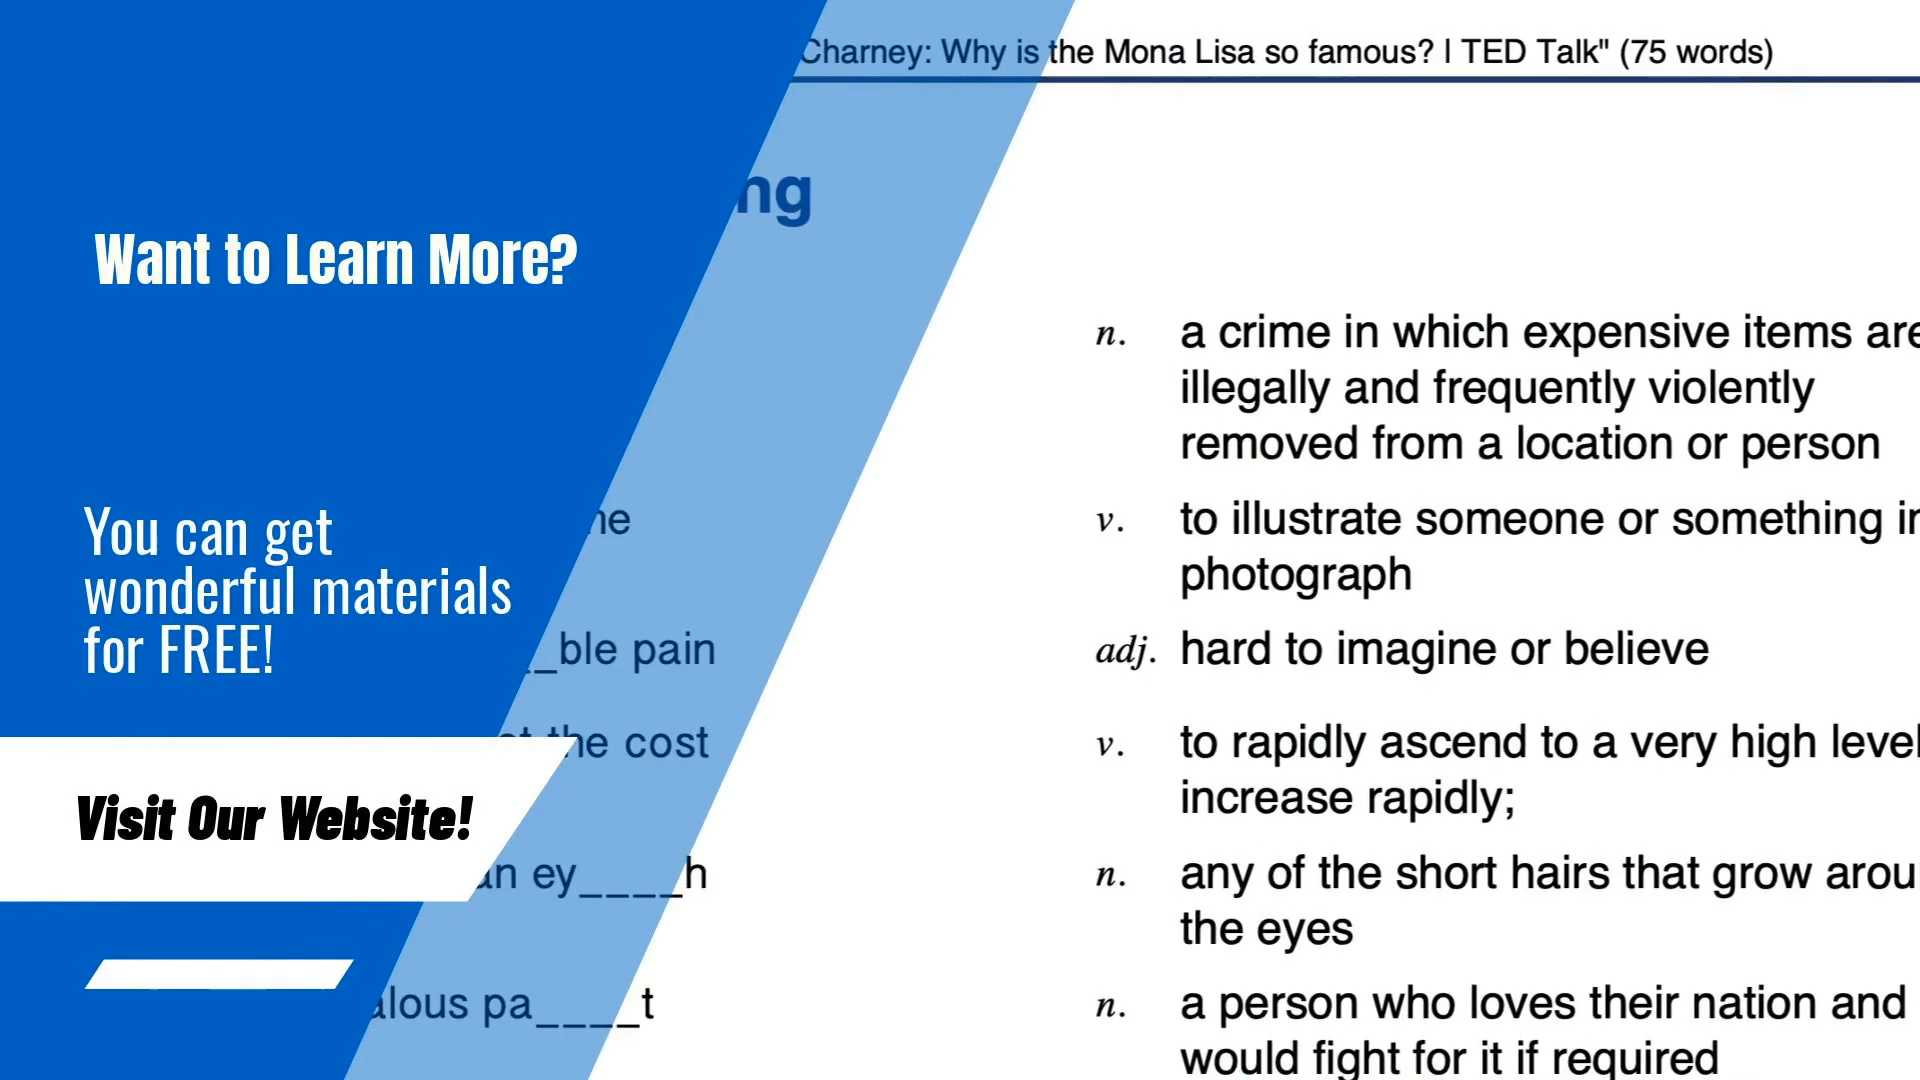 Charney: Why is the Mona Lisa so famous? | TED Talk" (75 words)
ng
Want to Learn More?
You can get
wonderful materials
for FREE!
Visit Our Website!
he
_ble pain
the cost
an ey____h
alous pa____t
n. a crime in which expensive items are
illegally and frequently violently
removed from a location or person
v. to illustrate someone or something in
photograph
adj. hard to imagine or believe
v. to rapidly ascend to a very high level
increase rapidly;
n. any of the short hairs that grow arou
the eyes
n. a person who loves their nation and
would fight for it if required